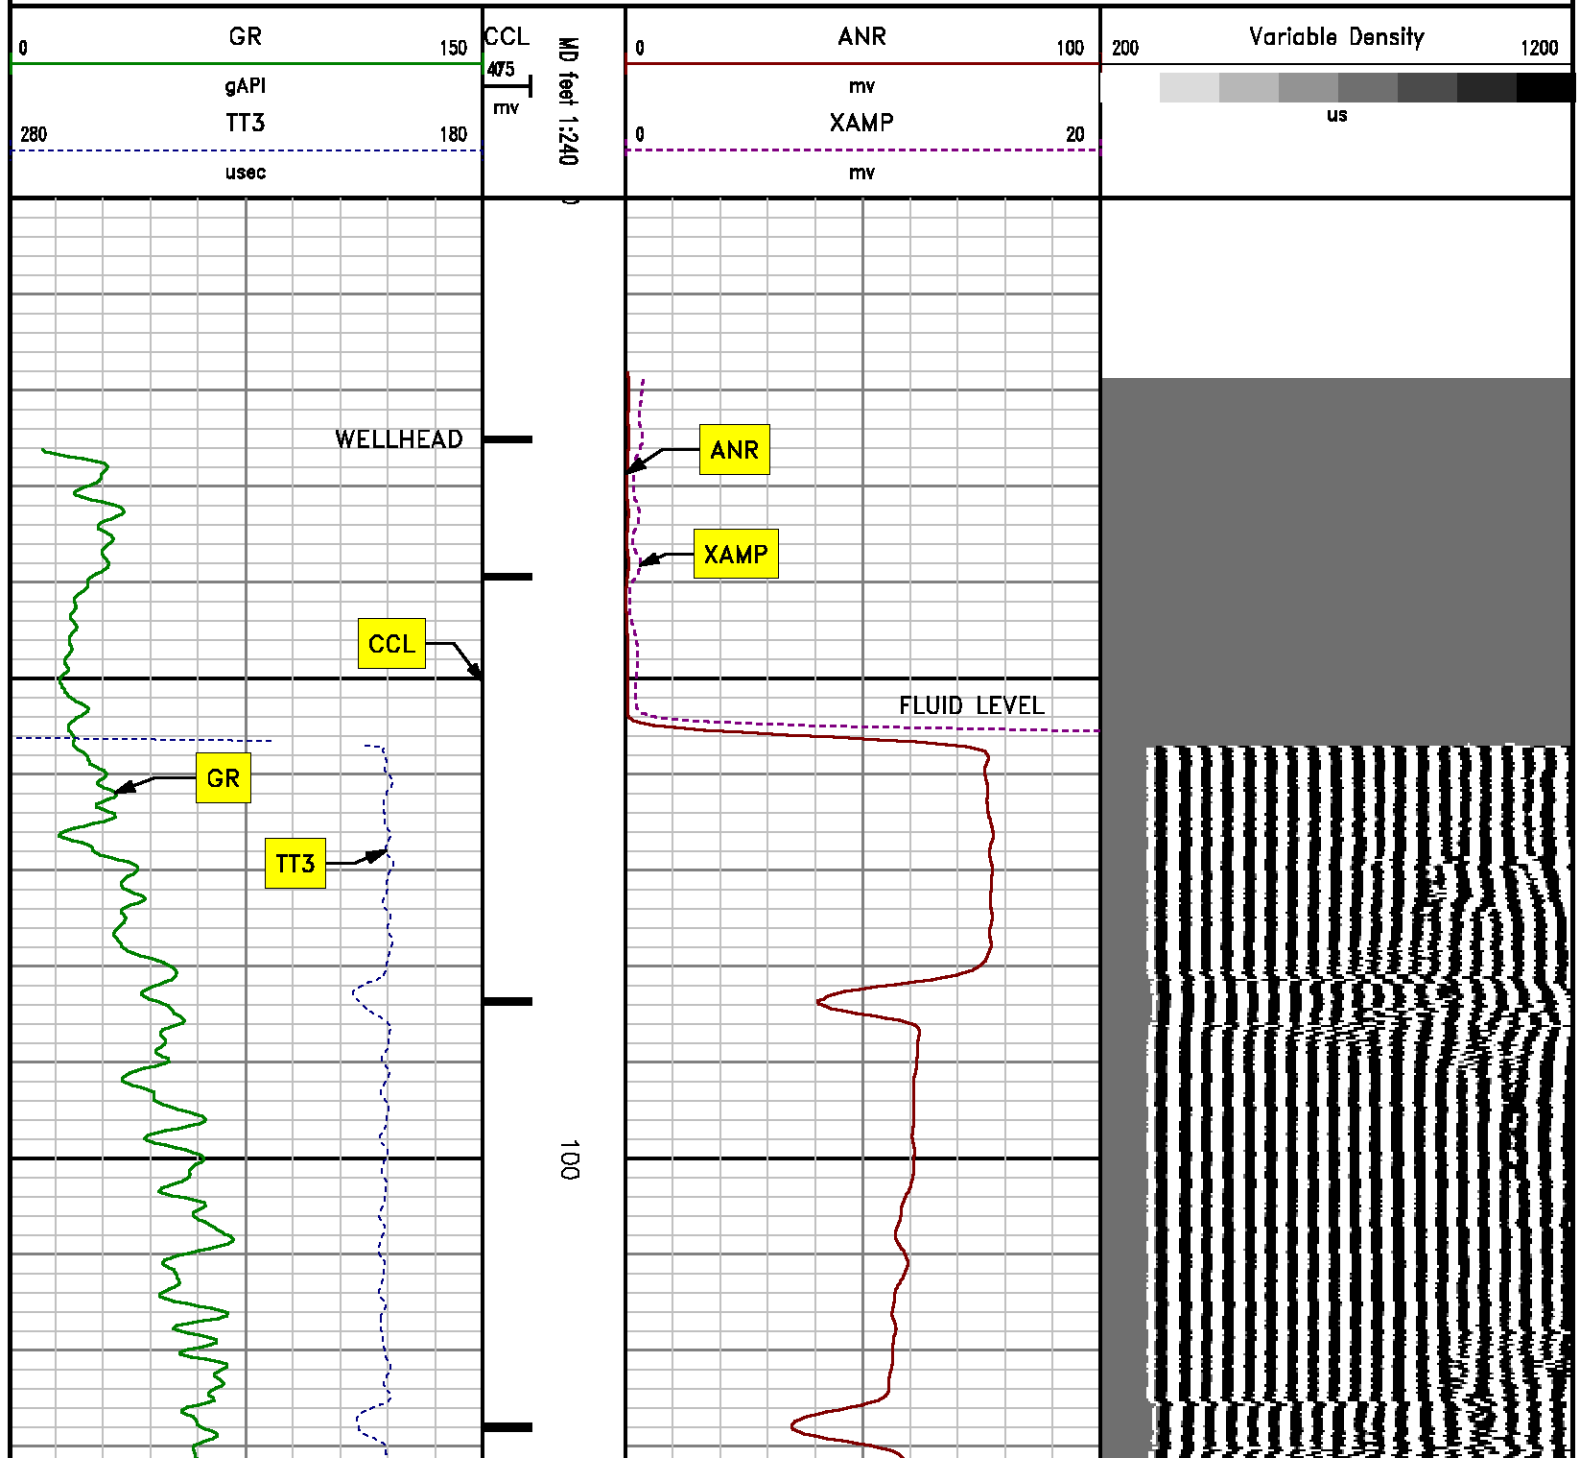 GR
0 150
gAPI
TT3
280 180
usec
CCL
mv
MD feet 1:240
ANR
0 100
mv
XAMP
0 20
mv
Variable Density
200 1200
us
WELLHEAD
ANR
XAMP
CCL
FLUID LEVEL
GR
TT3
100